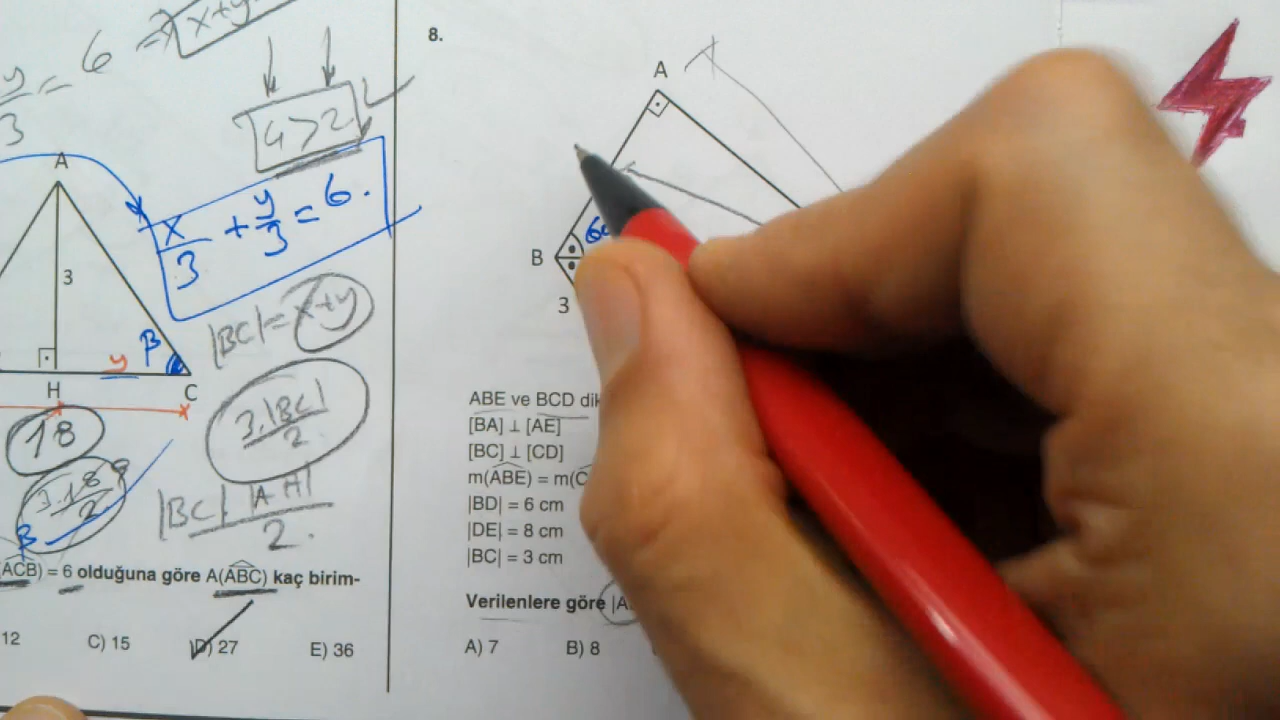 y/3 = 6 ⇒ x+y
4 > 2
A
x/3 + y/3 = 6.
3
β
y
H
C
|BC| = x+y
18
3.|BC|/2
3.18/2
|BC|.|AH|/2.
(ACB) = 6 olduğuna göre A(ABC) kaç birim-
12
C) 15
D) 27
E) 36
8.
A
B
3
ABE ve BCD dik
[BA] ⊥ [AE]
[BC] ⊥ [CD]
m(ABE) = m(
|BD| = 6 cm
|DE| = 8 cm
|BC| = 3 cm
Verilenlere göre
A) 7
B) 8